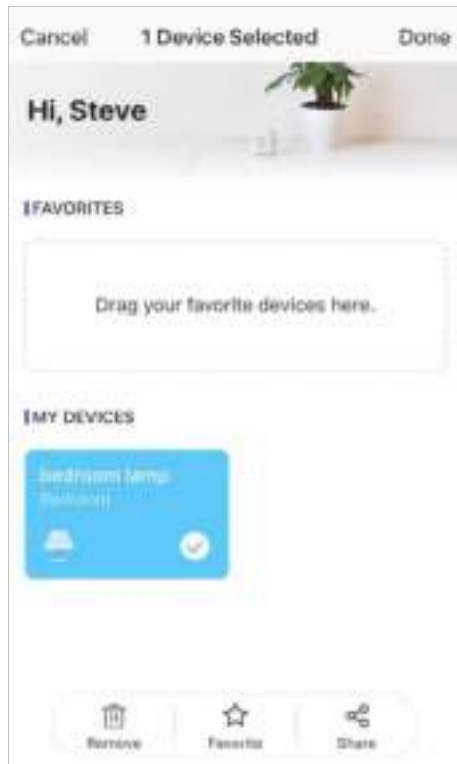 Cancel 1 Device Selected Done
Hi, Steve
FAVORITES
Drag your favorite devices here.
MY DEVICES
bedroom lamp
Bedroom
Remove Favorite Share